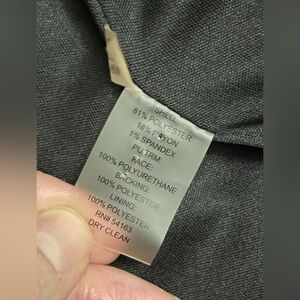 SHELL
81% POLYESTER
18% RAYON
1% SPANDEX
PU TRM
FACE
100% POLYURETHANE
BACKING:
100% POLYESTER
LINING:
100% POLYESTER
RN# 54163
DRY CLEAN